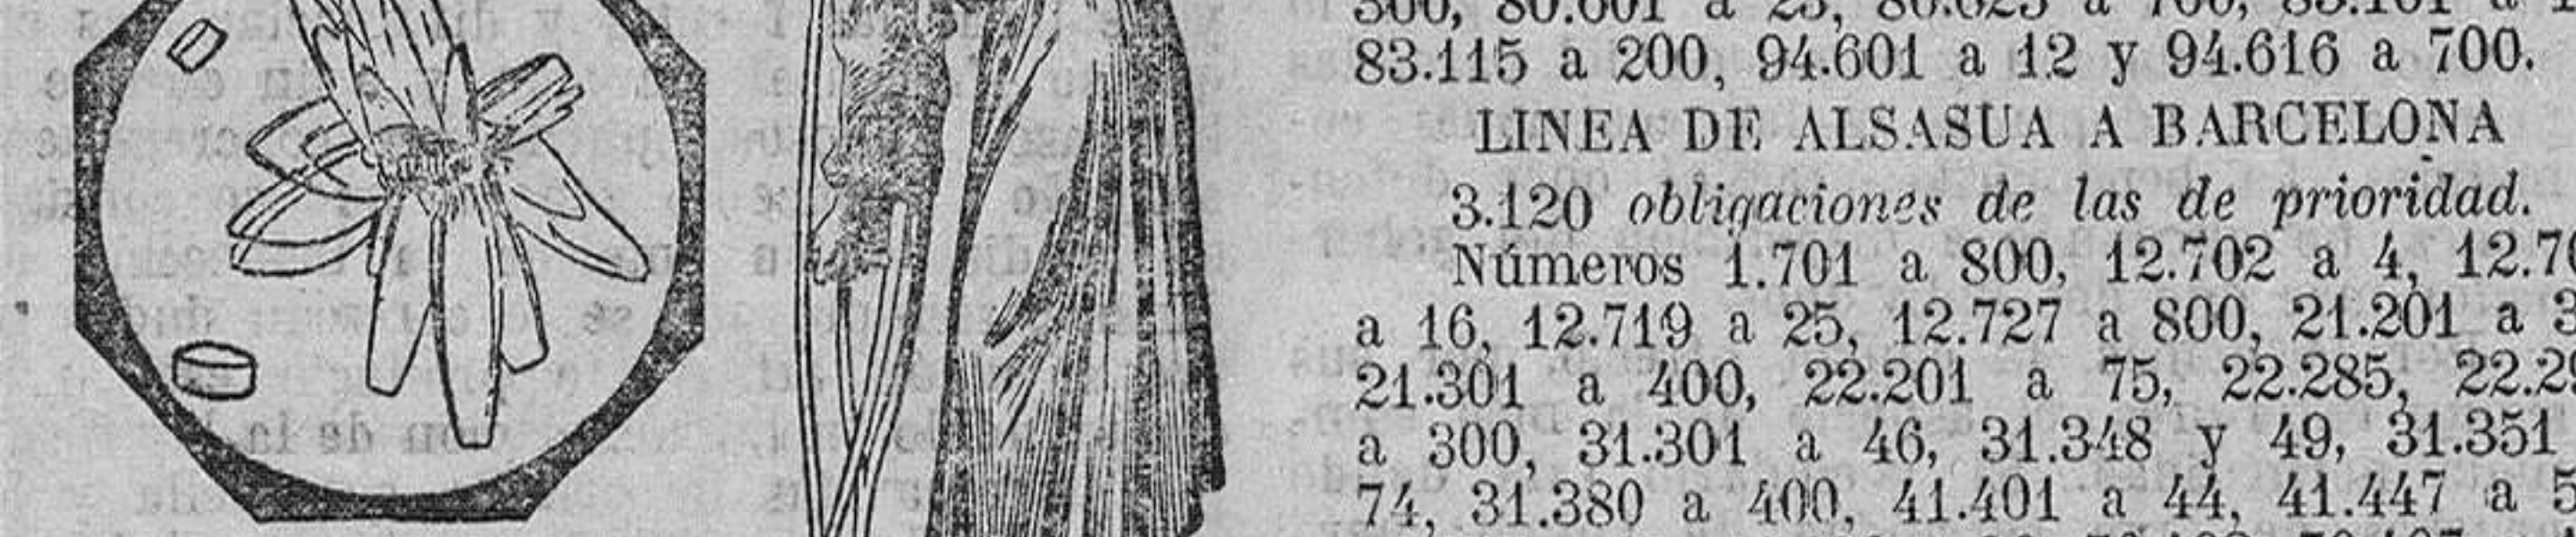 83.115 a 200, 94.601 a 12 y 94.616 a 700.
LINEA DE ALSASUA A BARCELONA
3.120 obligaciones de las de prioridad.
Números 1.701 a 800, 12.702 a 4,
a 16, 12.719 a 25, 12.727 a 800, 21.201 a
21.301 a 400, 22.201 a 75, 22.285,
a 300, 31.301 a 46, 31.348 y 49, 31.351
74, 31.380 a 400, 41.401 a 44, 41.447 a